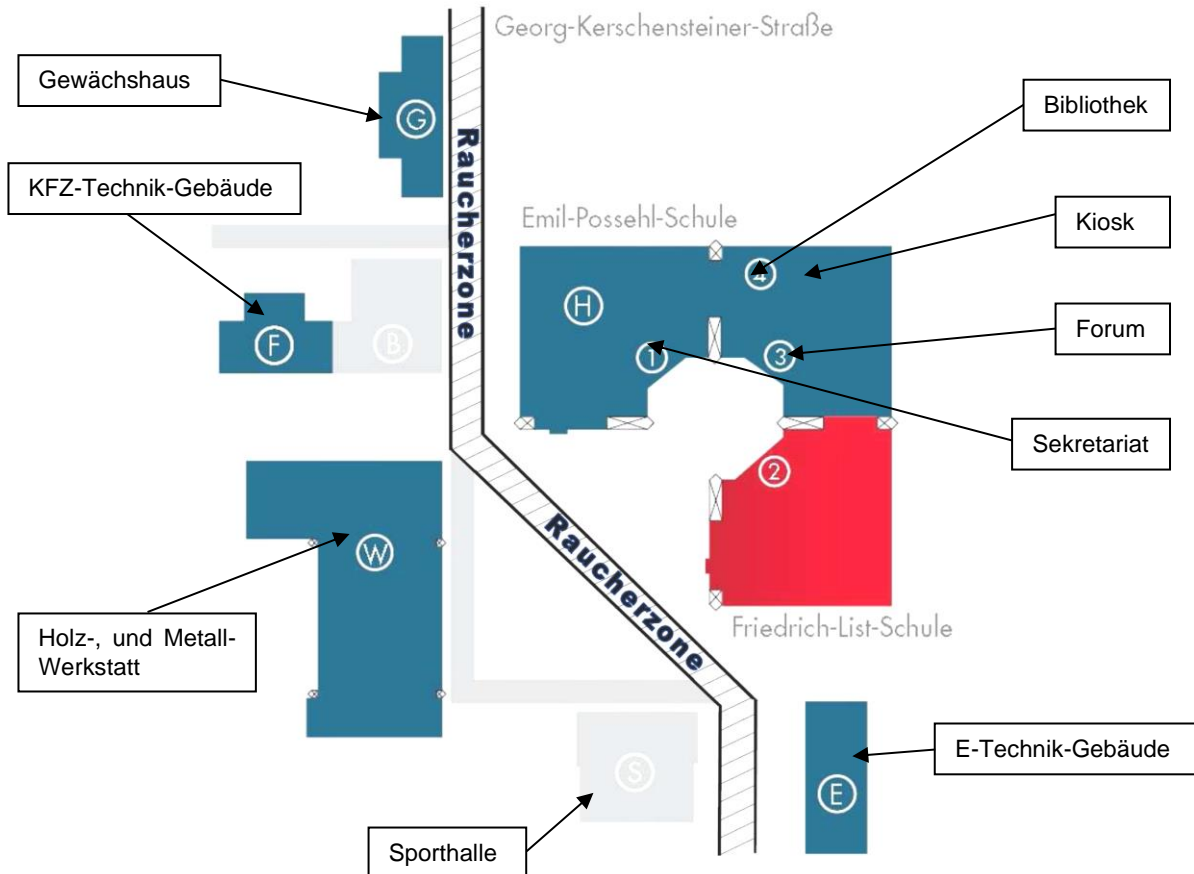 Georg-Kerschensteiner-Straße
Gewächshaus
Bibliothek
G
Raucherzone
KFZ-Technik-Gebäude
Emil-Possehl-Schule
Kiosk
4
H
F
B
1
3
Forum
Sekretariat
2
W
Raucherzone
Holz-, und Metall-
Werkstatt
Friedrich-List-Schule
E-Technik-Gebäude
S
E
Sporthalle